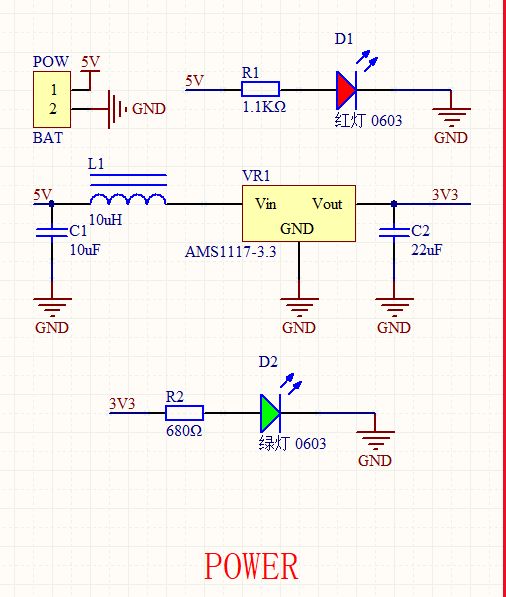 POW
5V
1
2
GND
BAT
D1
5V
R1
1.1KΩ
红灯 0603
GND
L1
5V
10uH
C1
10uF
GND
VR1
Vin
Vout
GND
AMS1117-3.3
GND
3V3
C2
22uF
GND
D2
3V3
R2
680Ω
绿灯 0603
GND
POWER